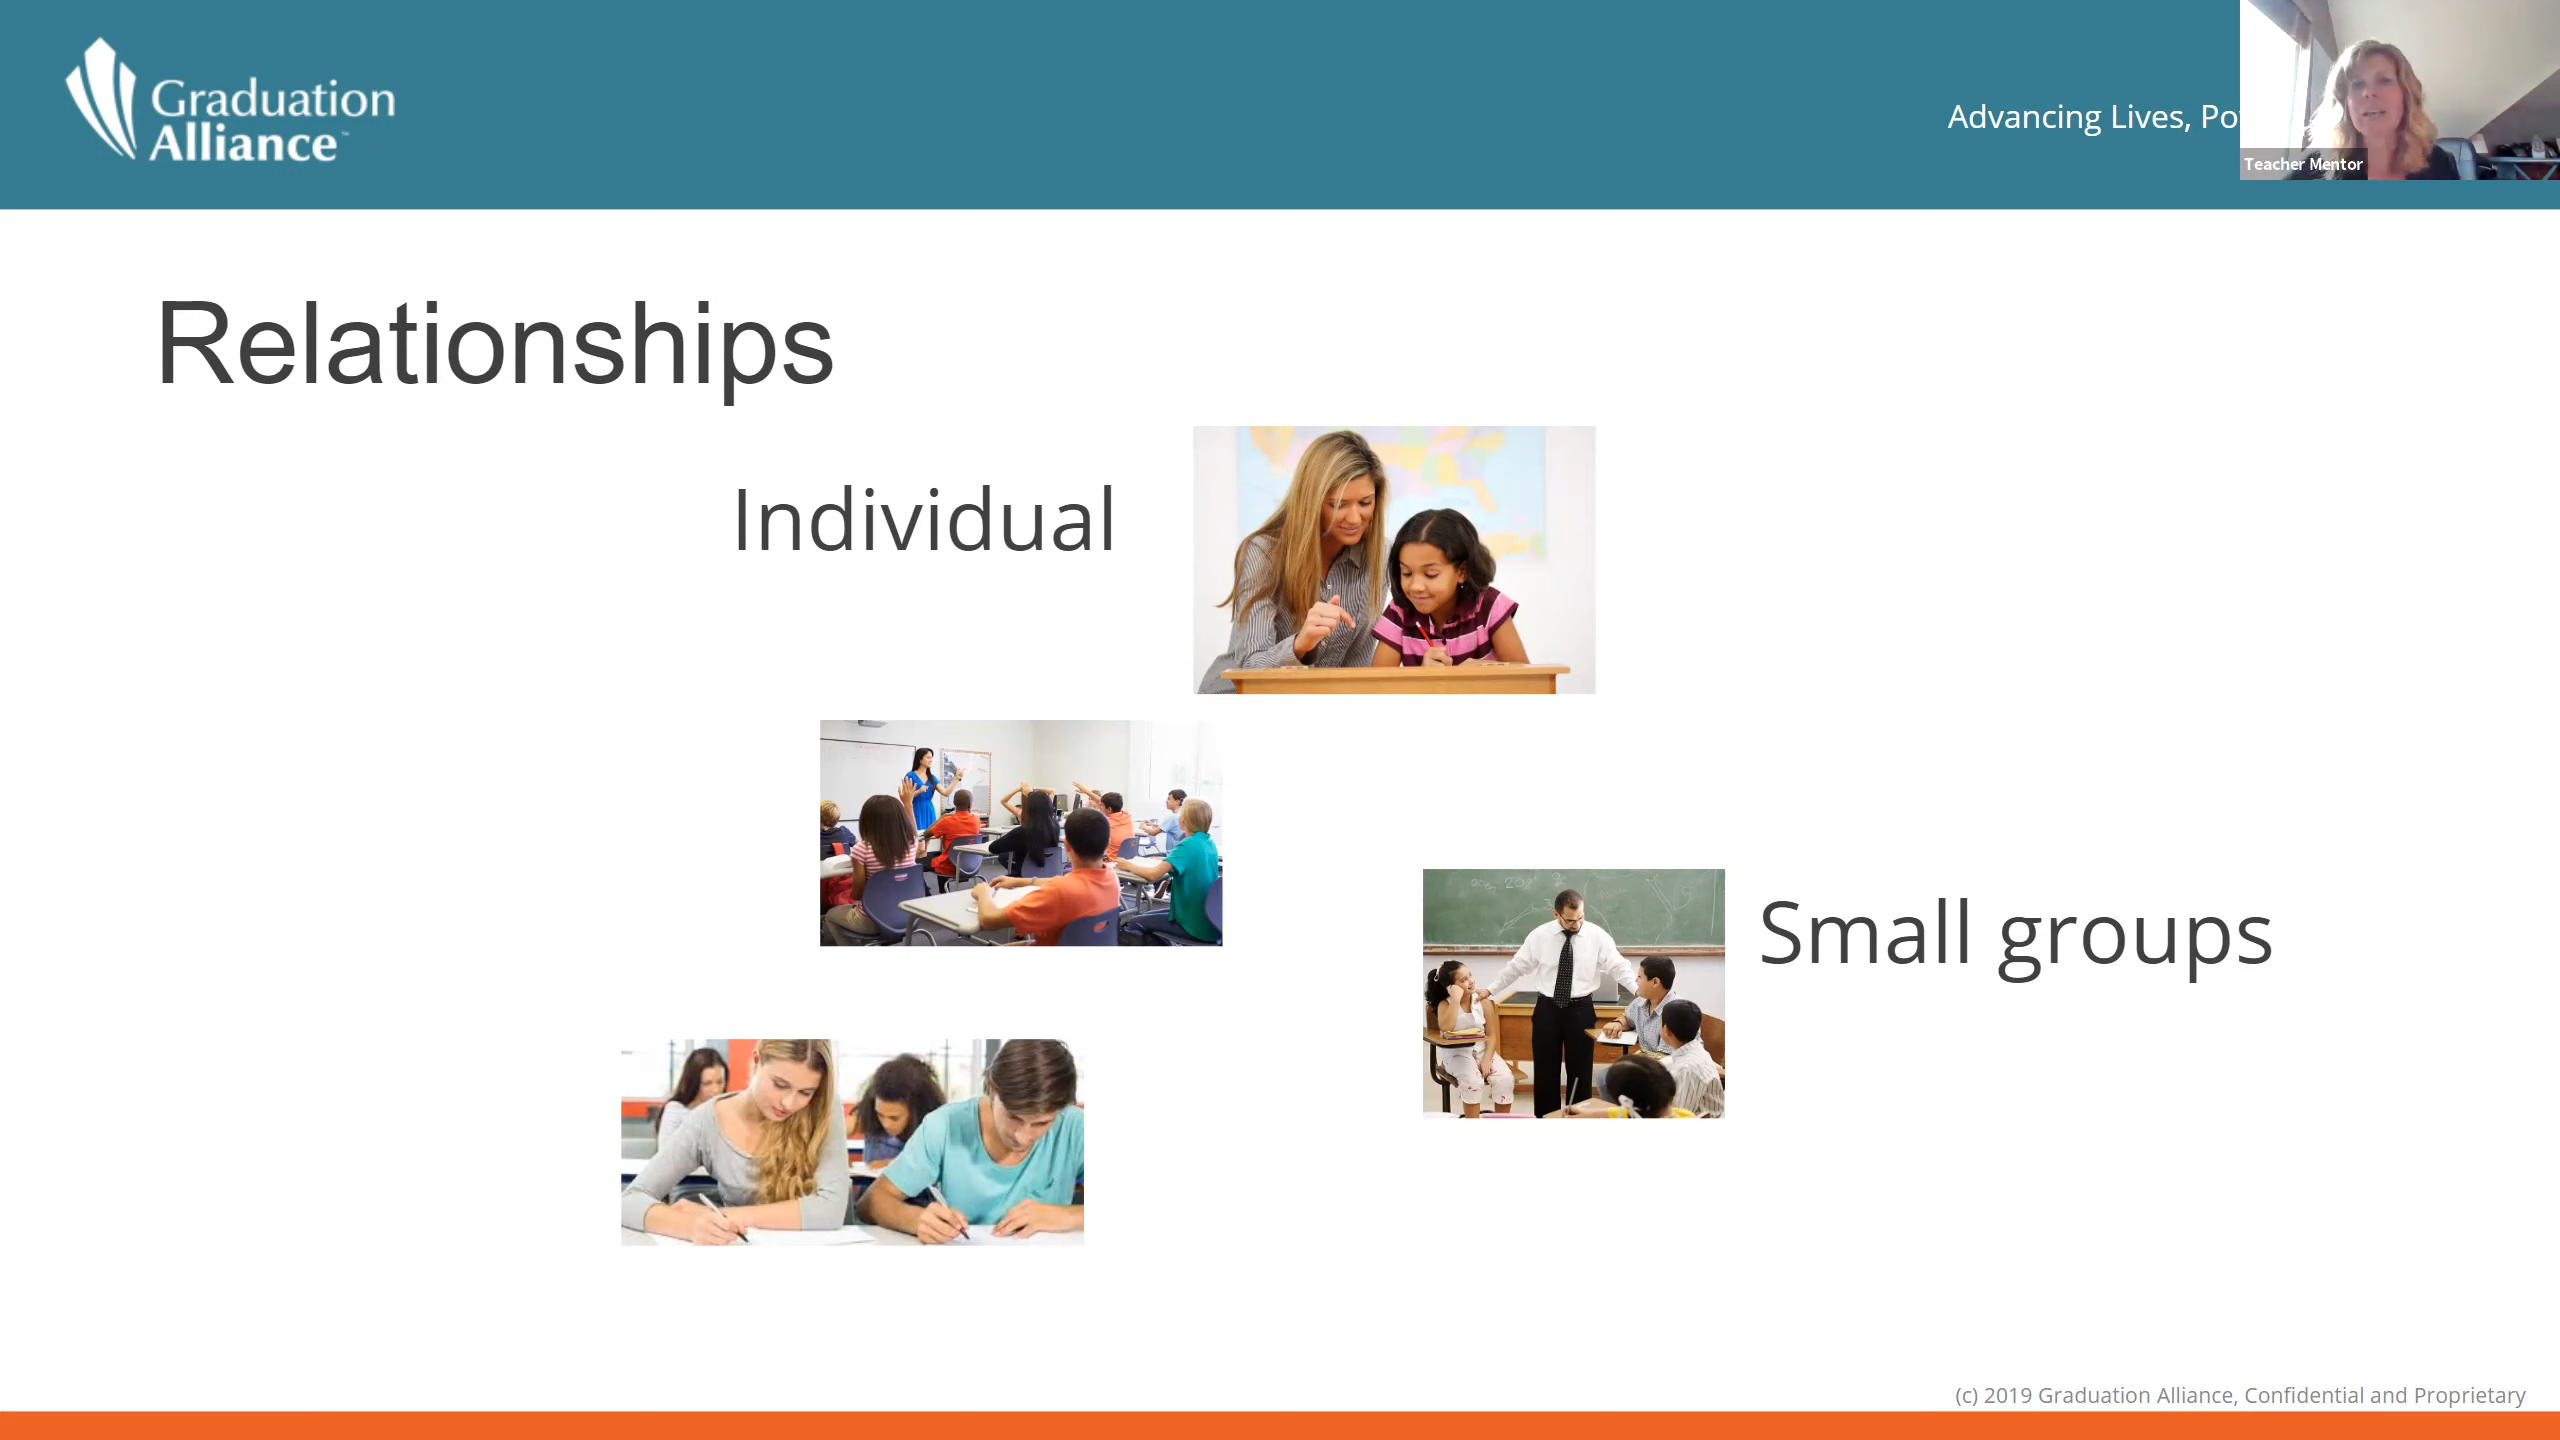 Graduation
Alliance™
Advancing Lives, Po
Teacher Mentor
Relationships
Individual
Small groups
(c) 2019 Graduation Alliance, Confidential and Proprietary